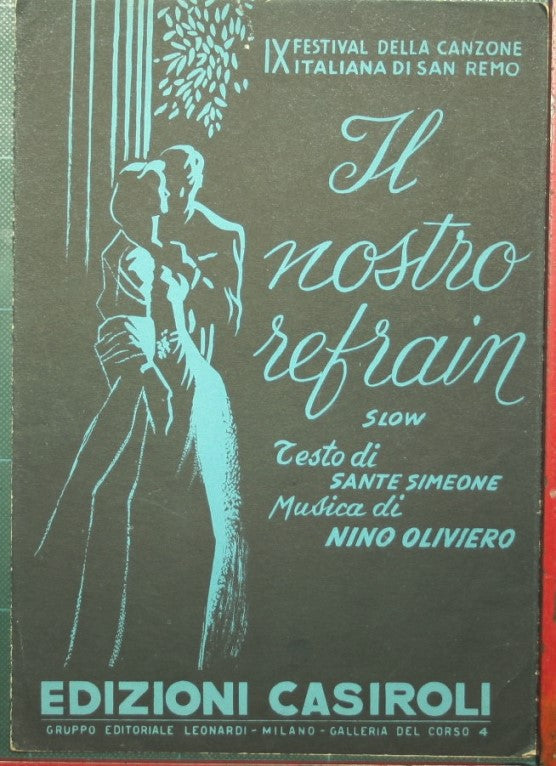 IX FESTIVAL DELLA CANZONE
ITALIANA DI SAN REMO
Il
nostro
refrain
SLOW
Testo di
SANTE SIMEONE
Musica di
NINO OLIVIERO
EDIZIONI CASIROLI
GRUPPO EDITORIALE LEONARDI - MILANO - GALLERIA DEL CORSO 4